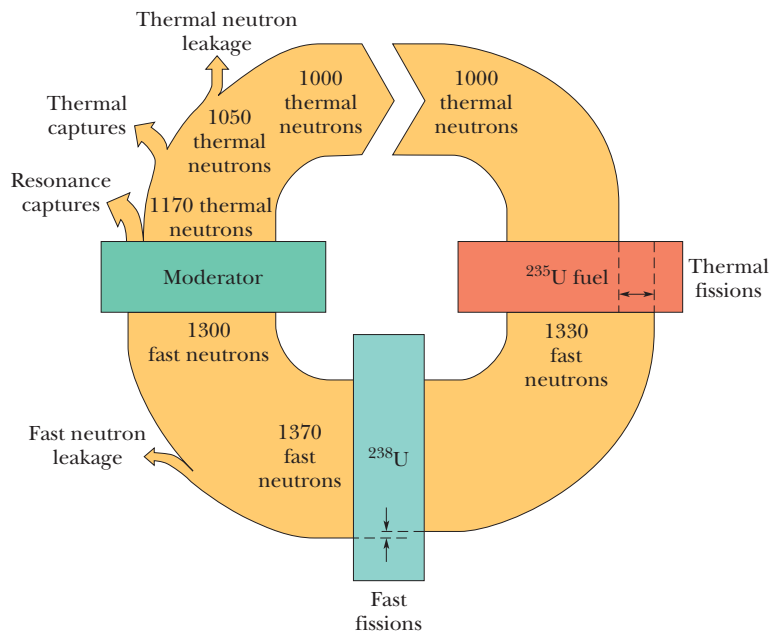 Thermal neutron
leakage
1000
thermal
neutrons
1000
thermal
neutrons
Thermal
captures
1050
thermal
neutrons
Resonance
captures
1170 thermal
neutrons
Moderator
²³⁵U fuel
Thermal
fissions
1300
fast neutrons
1330
fast
neutrons
Fast neutron
leakage
1370
fast
neutrons
²³⁸U
Fast
fissions